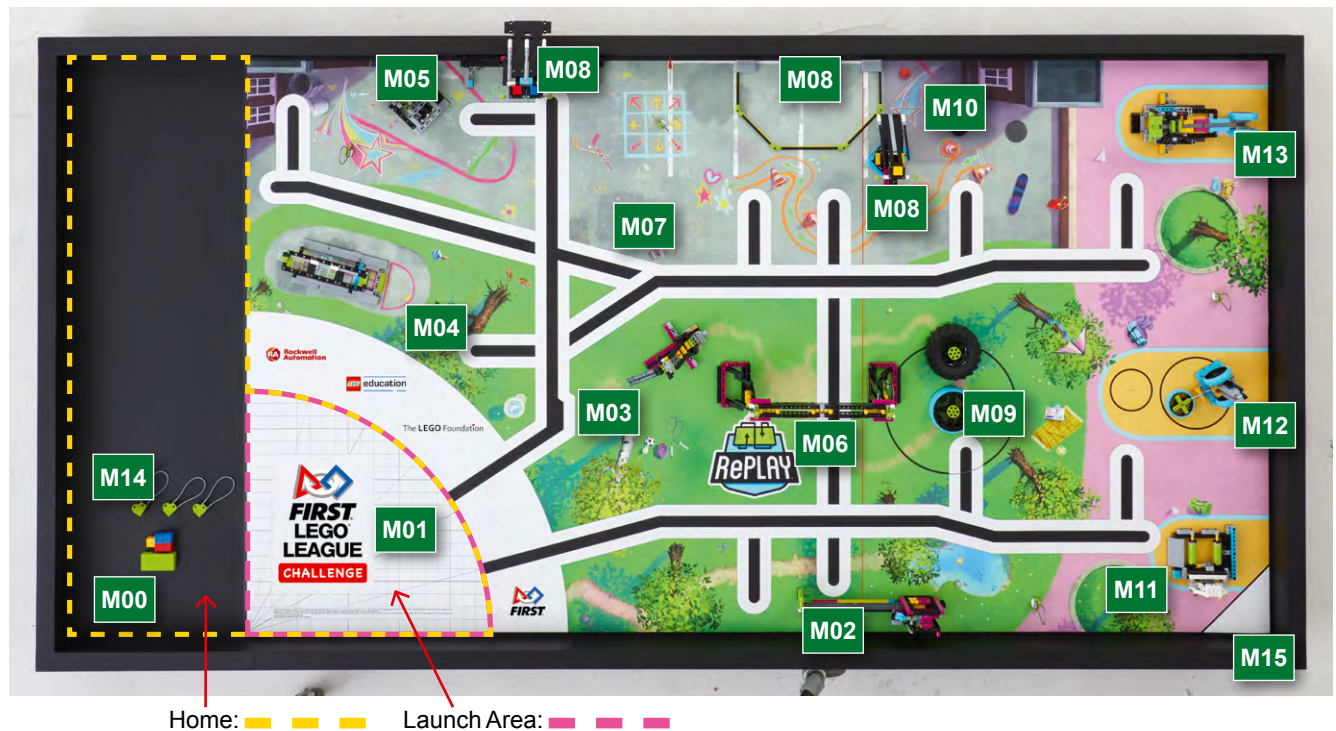 M05
M08
M08
M10
M13
M08
M07
M04
Rockwell
Automation
LEGO education
The LEGO Foundation
M03
M06
M09
M12
RePLAY
M14
FIRST
LEGO
LEAGUE
CHALLENGE
M01
M00
FIRST
M02
M11
M15
Home:
Launch Area: